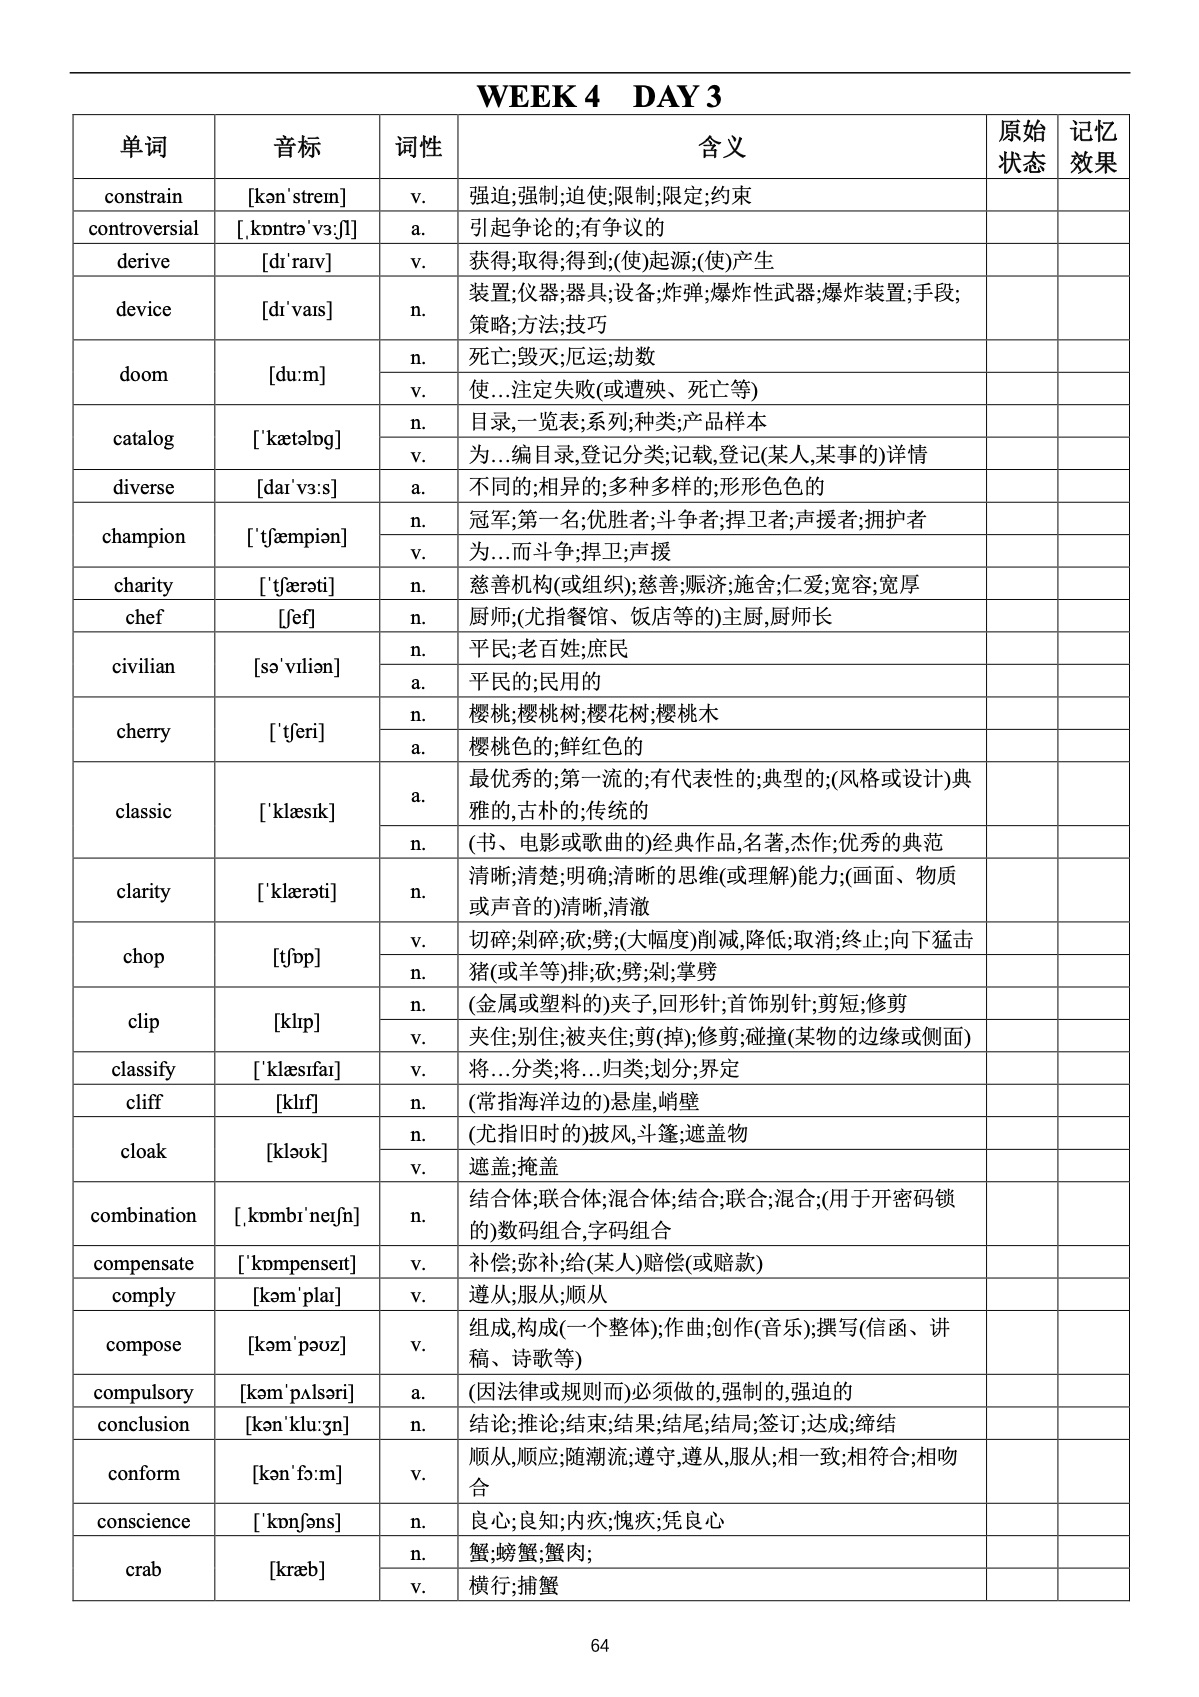 WEEK 4 DAY 3
单词 音标 词性 含义 原始状态 记忆效果
constrain [kənˈstreɪn] v. 强迫;强制;迫使;限制;限定;约束
controversial [ˌkɒntrəˈvɜːʃl] a. 引起争论的;有争议的
derive [dɪˈraɪv] v. 获得;取得;得到;(使)起源;(使)产生
device [dɪˈvaɪs] n. 装置;仪器;器具;设备;炸弹;爆炸性武器;爆炸装置;手段;
策略;方法;技巧
doom [duːm] n. 死亡;毁灭;厄运;劫数
v. 使…注定失败(或遭殃、死亡等)
catalog [ˈkætəlɒɡ] n. 目录,一览表;系列;种类;产品样本
v. 为…编目录,登记分类;记载,登记(某人,某事的)详情
diverse [daɪˈvɜːs] a. 不同的;相异的;多种多样的;形形色色的
champion [ˈtʃæmpiən] n. 冠军;第一名;优胜者;斗争者;捍卫者;声援者;拥护者
v. 为…而斗争;捍卫;声援
charity [ˈtʃærəti] n. 慈善机构(或组织);慈善;赈济;施舍;仁爱;宽容;宽厚
chef [ʃef] n. 厨师;(尤指餐馆、饭店等的)主厨,厨师长
civilian [səˈvɪliən] n. 平民;老百姓;庶民
a. 平民的;民用的
cherry [ˈtʃeri] n. 樱桃;樱桃树;樱花树;樱桃木
a. 樱桃色的;鲜红色的
classic [ˈklæsɪk] a. 最优秀的;第一流的;有代表性的;典型的;(风格或设计)典
雅的,古朴的;传统的
n. (书、电影或歌曲的)经典作品,名著,杰作;优秀的典范
clarity [ˈklærəti] n. 清晰;清楚;明确;清晰的思维(或理解)能力;(画面、物质
或声音的)清晰,清澈
chop [tʃɒp] v. 切碎;剁碎;砍;劈;(大幅度)削减,降低;取消;终止;向下猛击
n. 猪(或羊等)排;砍;劈;剁;掌劈
clip [klɪp] n. (金属或塑料的)夹子,回形针;首饰别针;剪短;修剪
v. 夹住;别住;被夹住;剪(掉);修剪;碰撞(某物的边缘或侧面)
classify [ˈklæsɪfaɪ] v. 将…分类;将…归类;划分;界定
cliff [klɪf] n. (常指海洋边的)悬崖,峭壁
cloak [kləʊk] n. (尤指旧时的)披风,斗篷;遮盖物
v. 遮盖;掩盖
combination [ˌkɒmbɪˈneɪʃn] n. 结合体;联合体;混合体;结合;联合;混合;(用于开密码锁
的)数码组合,字码组合
compensate [ˈkɒmpenseɪt] v. 补偿;弥补;给(某人)赔偿(或赔款)
comply [kəmˈplaɪ] v. 遵从;服从;顺从
compose [kəmˈpəʊz] v. 组成,构成(一个整体);作曲;创作(音乐);撰写(信函、讲
稿、诗歌等)
compulsory [kəmˈpʌlsəri] a. (因法律或规则而)必须做的,强制的,强迫的
conclusion [kənˈkluːʒn] n. 结论;推论;结束;结果;结尾;结局;签订;达成;缔结
conform [kənˈfɔːm] v. 顺从,顺应;随潮流;遵守,遵从,服从;相一致;相符合;相吻
合
conscience [ˈkɒnʃəns] n. 良心;良知;内疚;愧疚;凭良心
crab [kræb] n. 蟹;螃蟹;蟹肉;
v. 横行;捕蟹
64